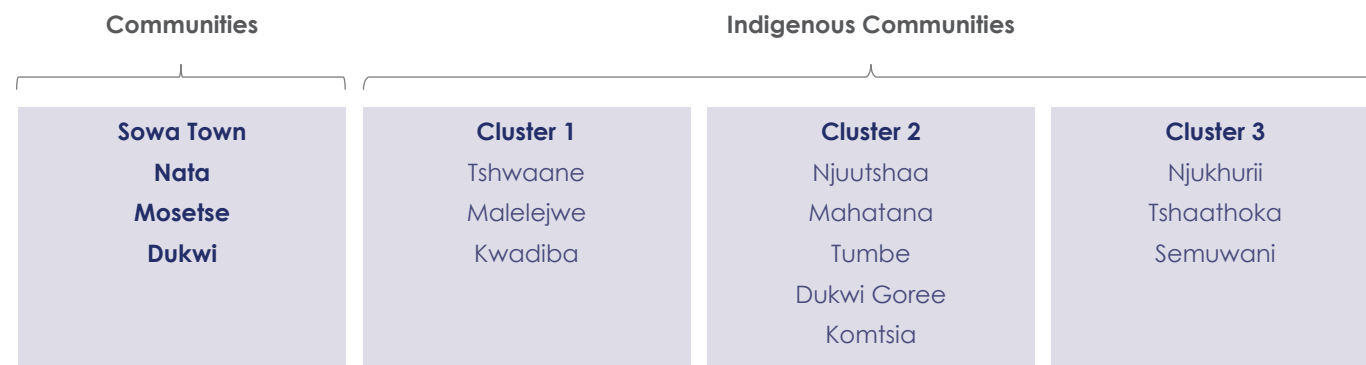 Communities
Indigenous Communities
Sowa Town
Nata
Mosetse
Dukwi
Cluster 1
Tshwaane
Malelejwe
Kwadiba
Cluster 2
Njuutshaa
Mahatana
Tumbe
Dukwi Goree
Komtsia
Cluster 3
Njukhurii
Tshaathoka
Semuwani